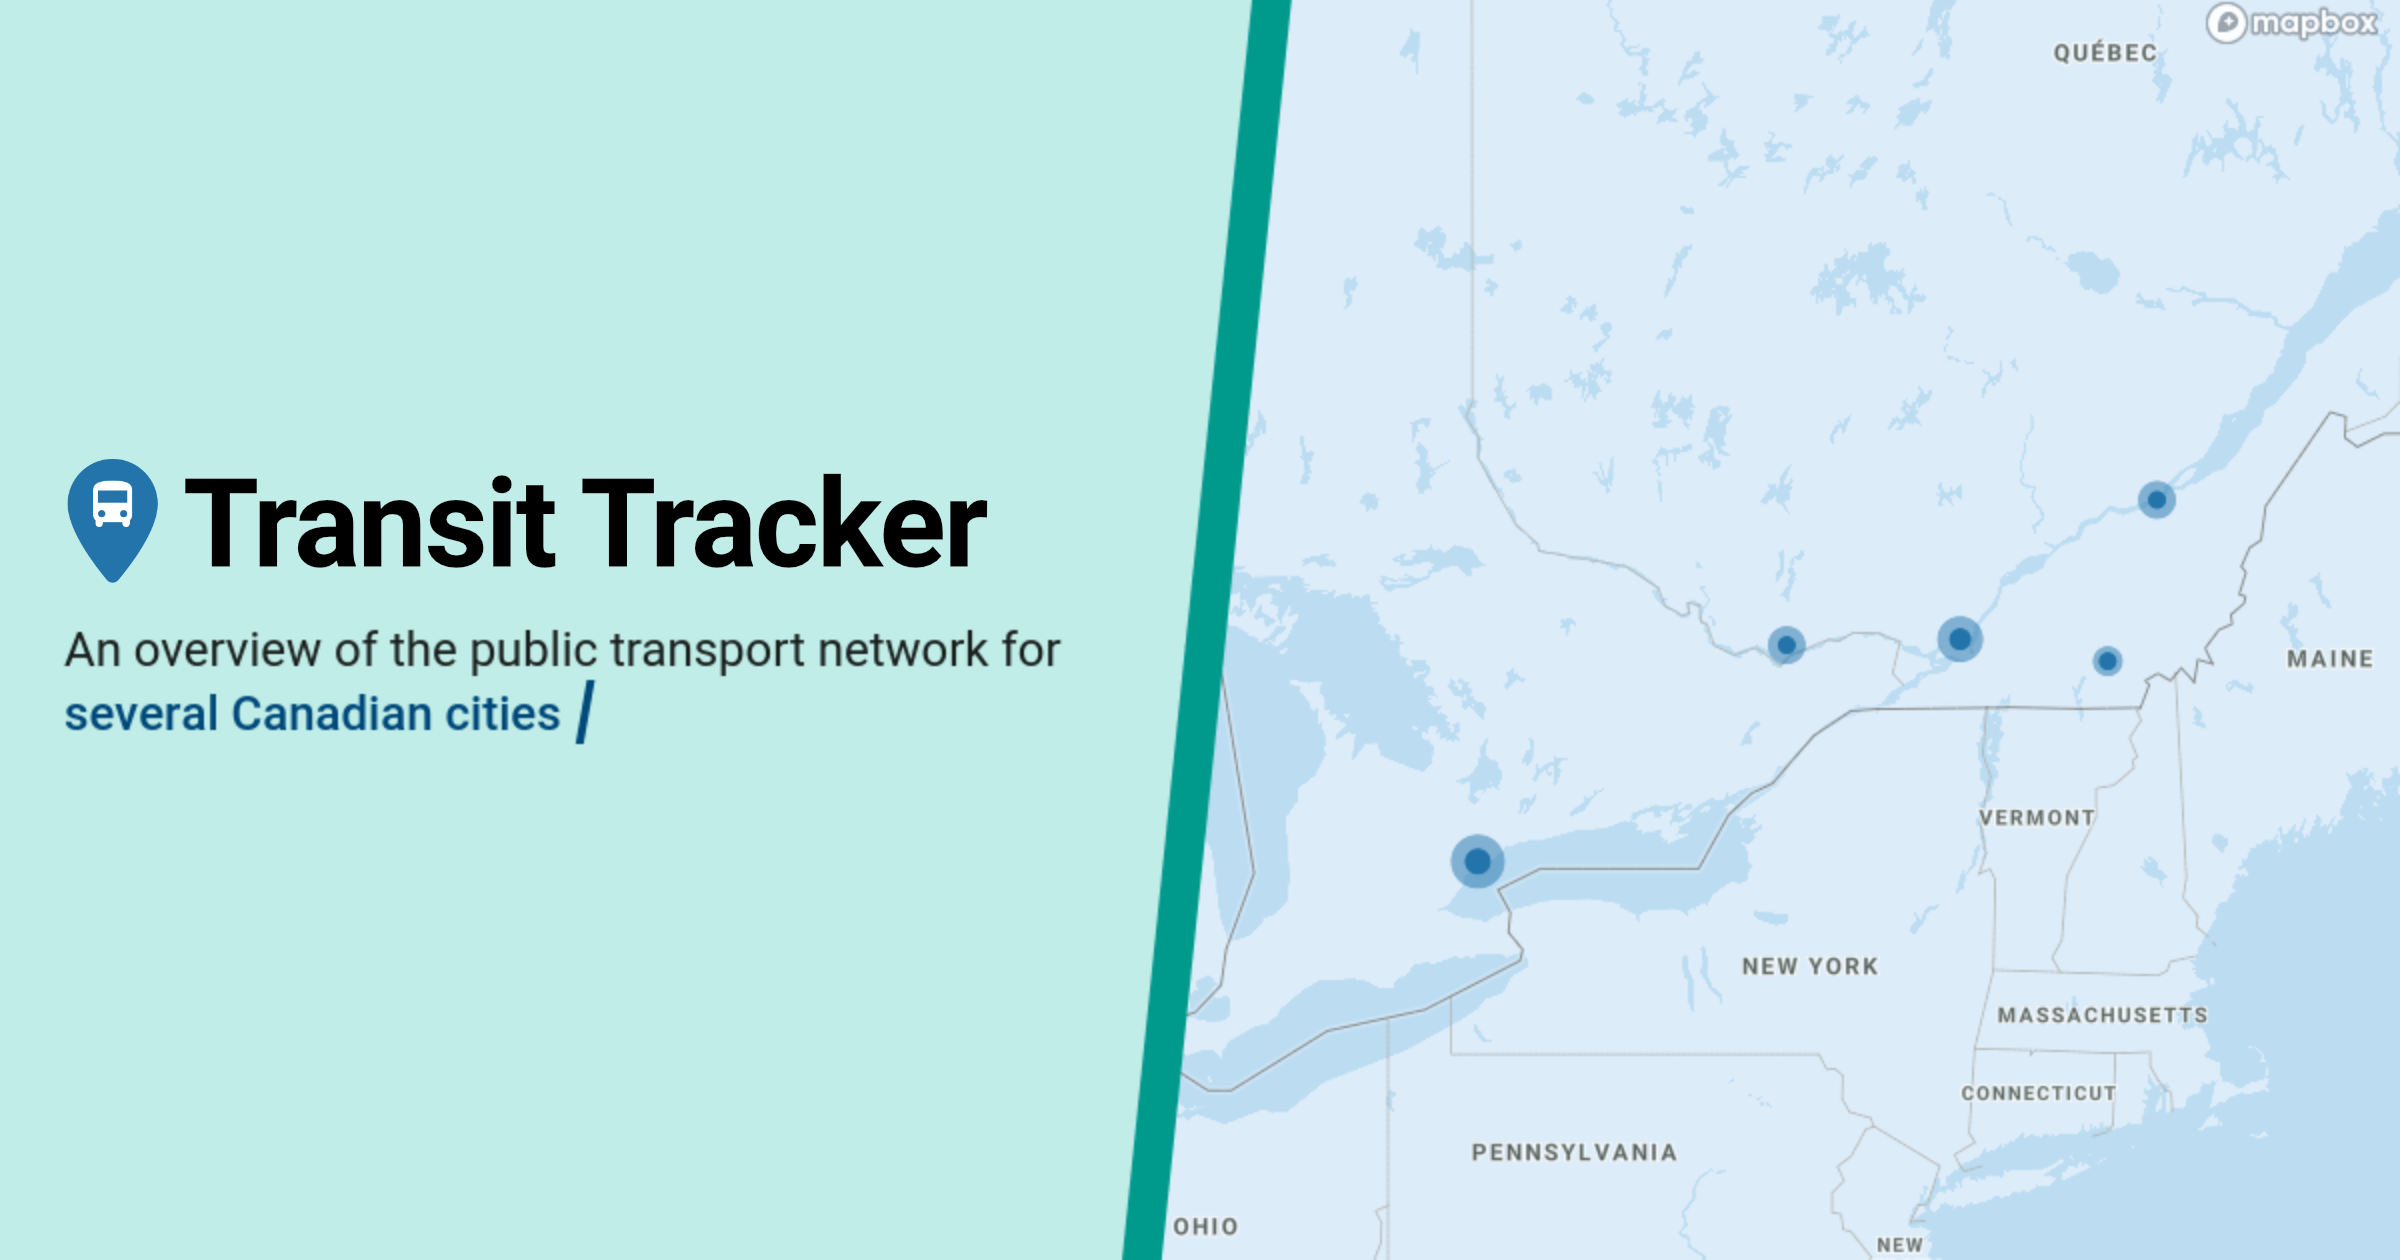 Transit Tracker
An overview of the public transport network for
several Canadian cities /
mapbox
QUÉBEC
MAINE
VERMONT
NEW YORK
MASSACHUSETTS
CONNECTICUT
PENNSYLVANIA
OHIO
NEW